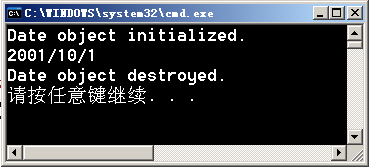 C:\WINDOWS\system32\cmd.exe
Date object initialized.
2001/10/1
Date object destroyed.
请按任意键继续. . .